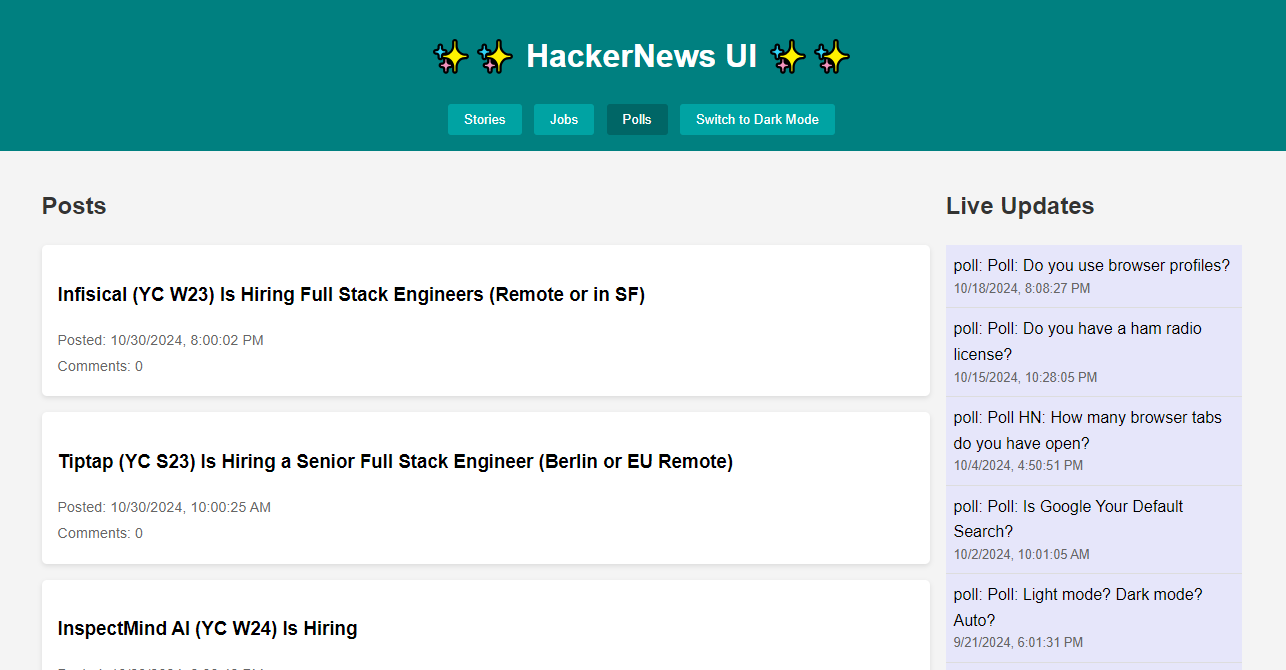 HackerNews UI
Stories
Jobs
Polls
Switch to Dark Mode
Posts
Infisical (YC W23) Is Hiring Full Stack Engineers (Remote or in SF)
Posted: 10/30/2024, 8:00:02 PM
Comments: 0
Tiptap (YC S23) Is Hiring a Senior Full Stack Engineer (Berlin or EU Remote)
Posted: 10/30/2024, 10:00:25 AM
Comments: 0
InspectMind AI (YC W24) Is Hiring
Live Updates
poll: Poll: Do you use browser profiles?
10/18/2024, 8:08:27 PM
poll: Poll: Do you have a ham radio
license?
10/15/2024, 10:28:05 PM
poll: Poll HN: How many browser tabs
do you have open?
10/4/2024, 4:50:51 PM
poll: Poll: Is Google Your Default
Search?
10/2/2024, 10:01:05 AM
poll: Poll: Light mode? Dark mode?
Auto?
9/21/2024, 6:01:31 PM